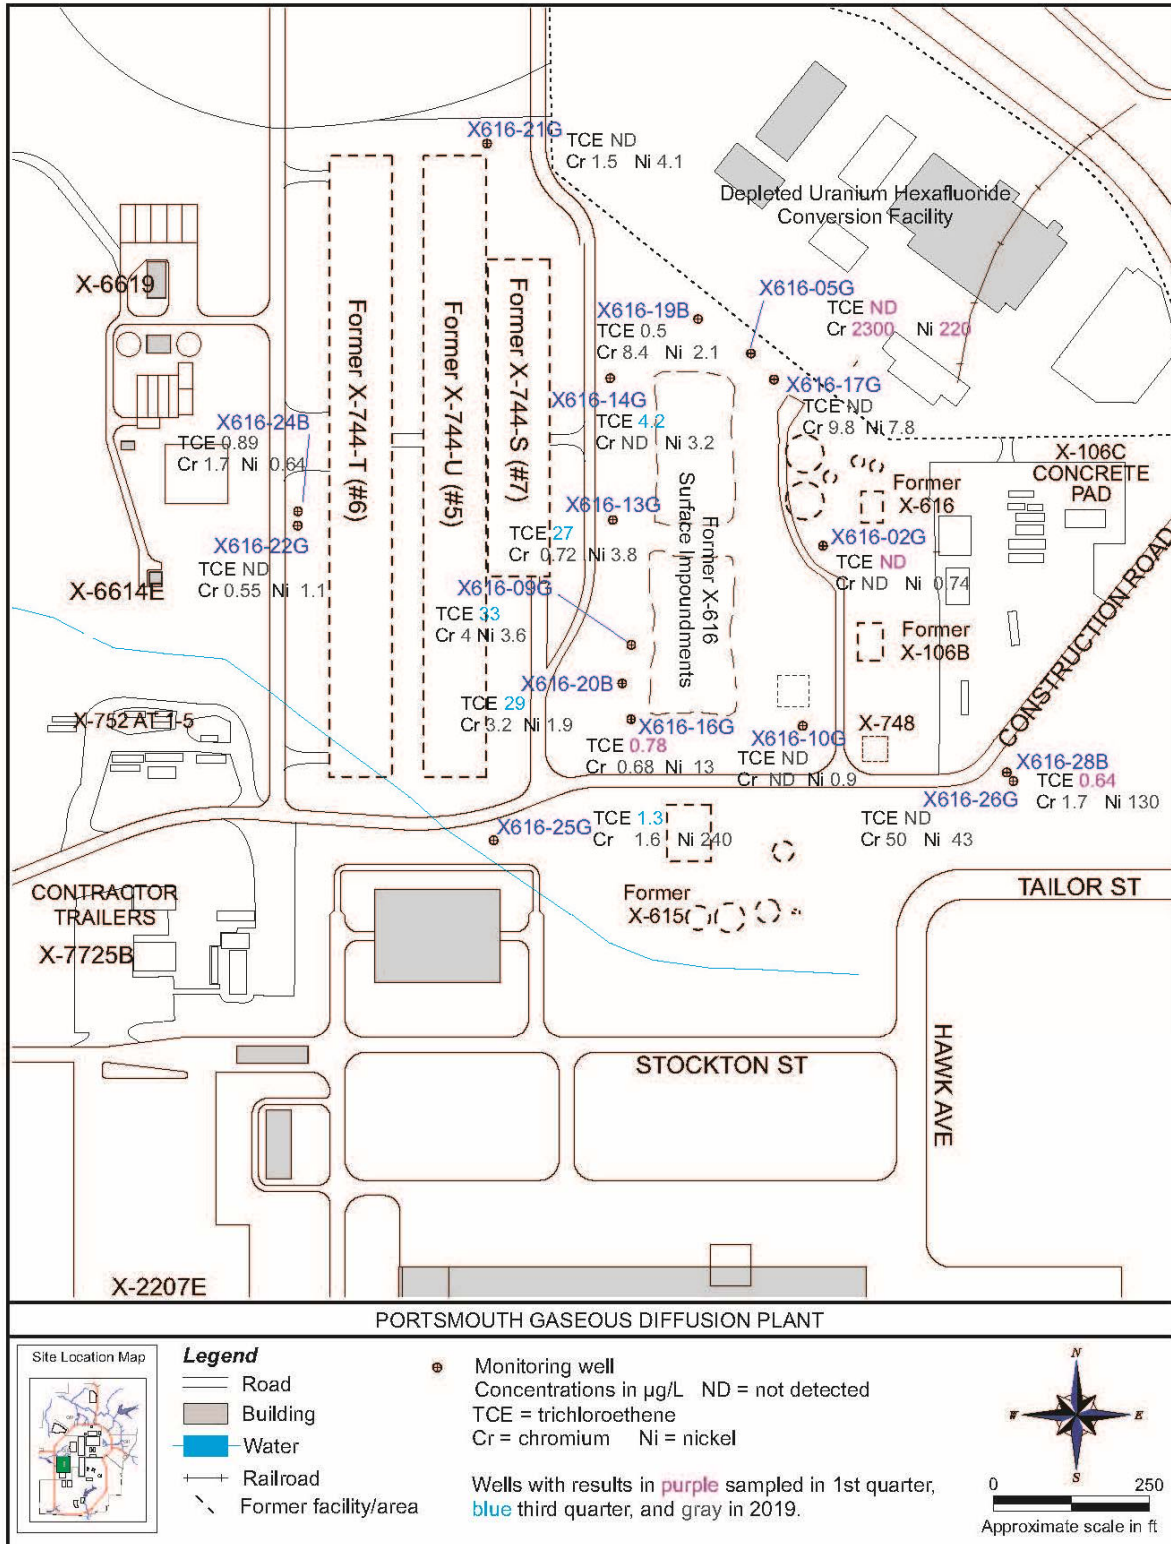 X616-21G
TCE ND
Cr 1.5 Ni 4.1
Depleted Uranium Hexafluoride
Conversion Facility
X-6619
X616-19B
TCE 0.5
Cr 8.4 Ni 2.1
X616-05G
TCE ND
Cr 2300 Ni 220
Former X-744-T (#6)
Former X-744-U (#5)
Former X-744-S (#7)
X616-14G
TCE 4.2
Cr ND Ni 3.2
X616-17G
TCE ND
Cr 9.8 Ni 7.8
X616-24B
TCE 0.89
Cr 1.7 Ni 0.64
X-106C
CONCRETE
PAD
Former
X-616
X616-13G
TCE 27
Cr 0.72 Ni 3.8
Former X-616
Surface Impoundments
X616-02G
TCE ND
Cr ND Ni 0.74
X616-22G
TCE ND
Cr 0.55 Ni 1.1
X-6614E
X616-09G
TCE 33
Cr 4 Ni 3.6
Former
X-106B
CONSTRUCTION ROAD
X616-20B
TCE 29
Cr 3.2 Ni 1.9
X-752 AT 1-5
X616-16G
TCE 0.78
Cr 0.68 Ni 13
X616-10G
TCE ND
Cr ND Ni 0.9
X-748
X616-28B
TCE 0.64
Cr 1.7 Ni 130
X616-26G
TCE ND
Cr 50 Ni 43
X616-25G
TCE 1.3
Cr 1.6 Ni 240
CONTRACTOR
TRAILERS
X-7725B
Former
X-615
TAILOR ST
STOCKTON ST
HAWK AVE
X-2207E
PORTSMOUTH GASEOUS DIFFUSION PLANT
Site Location Map
Legend
Road
Building
Water
Railroad
Former facility/area
Monitoring well
Concentrations in µg/L ND = not detected
TCE = trichloroethene
Cr = chromium Ni = nickel
Wells with results in purple sampled in 1st quarter,
blue third quarter, and gray in 2019.
N
W
E
S
0 250
Approximate scale in ft